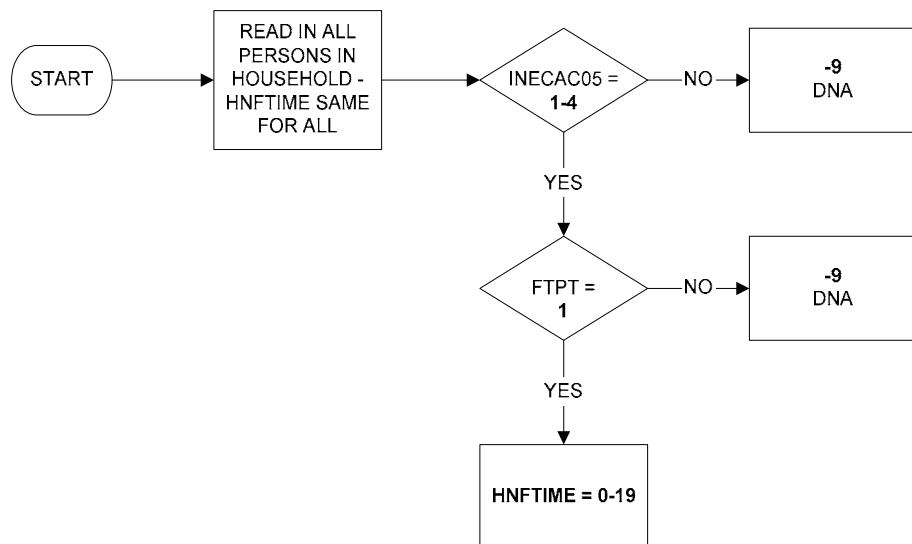 START
READ IN ALL
PERSONS IN
HOUSEHOLD -
HNFTIME SAME
FOR ALL
INECAC05 =
1-4
NO
-9
DNA
YES
FTPT =
1
NO
-9
DNA
YES
HNFTIME = 0-19